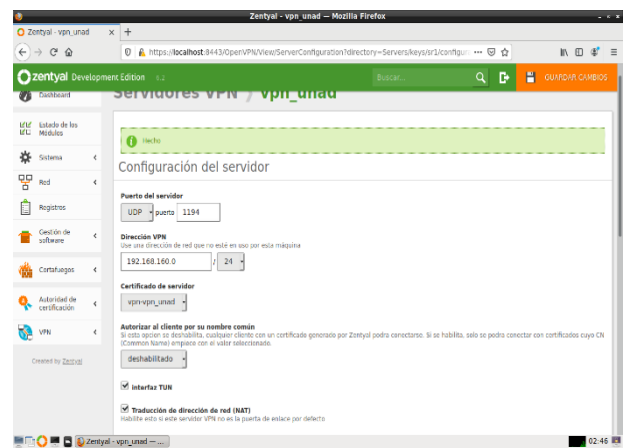 Zentyal - vpn_unad — Mozilla Firefox
Zentyal - vpn_unad
https://localhost:8443/OpenVPN/View/ServerConfiguration?directory=Servers/keys/sr1/configur
zentyal Development Edition
Buscar...
GUARDAR CAMBIOS
Dashboard
Servidores VPN / vpn_unad
Estado de los
Módulos
Hecho
Sistema
Configuración del servidor
Red
Puerto del servidor
Registros
UDP puerto 1194
Gestión de
software
Dirección VPN
Use una dirección de red que no esté en uso por esta máquina
192.168.160.0 / 24
Cortafuegos
Certificado de servidor
Autoridad de
certificación
vpn-vpn_unad
VPN
Autorizar al cliente por su nombre común
Si esta opcion se deshabilita, cualquier cliente con un certificado generado por Zentyal podra conectarse. Si se habilita, solo se podra conectar con certificados cuyo CN
(Common Name) empiece con el valor seleccionado.
Created by Zentyal
deshabilitado
interfaz TUN
Traducción de dirección de red (NAT)
Habilite esto si este servidor VPN no es la puerta de enlace por defecto
Zentyal - vpn_unad — ...
02:46